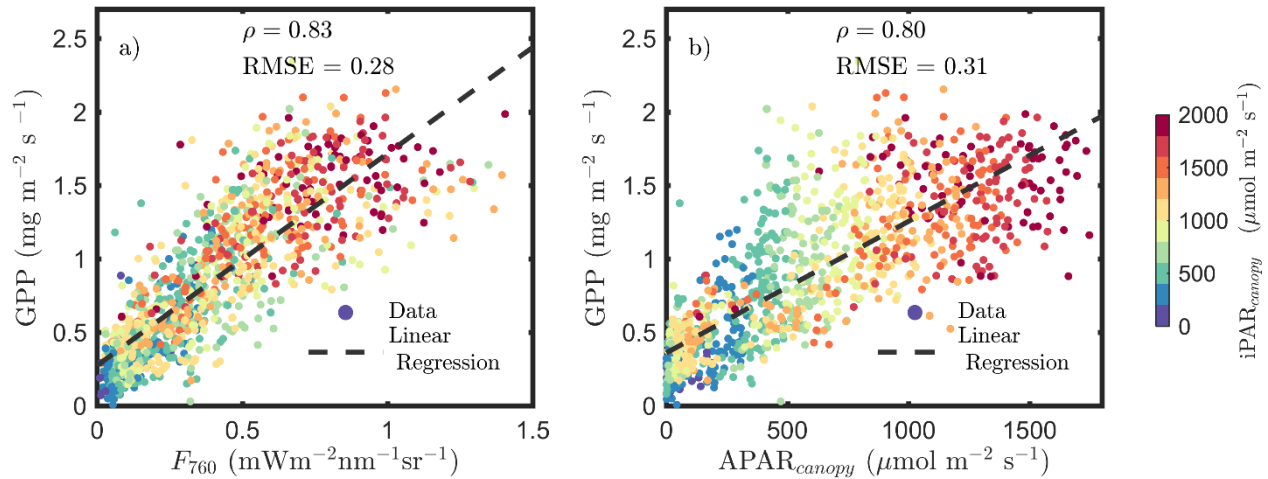 a)
ρ = 0.83
RMSE = 0.28
2.5
2
1.5
1
0.5
0
GPP (mg m⁻² s⁻¹)
Data
Linear
Regression
0 0.5 1 1.5
F₇₆₀ (mWm⁻²nm⁻¹sr⁻¹)
b)
ρ = 0.80
RMSE = 0.31
2.5
2
1.5
1
0.5
0
GPP (mg m⁻² s⁻¹)
Data
Linear
Regression
0 500 1000 1500
APAR_canopy (μmol m⁻² s⁻¹)
2000
1500
1000
500
0
iPAR_canopy (μmol m⁻² s⁻¹)